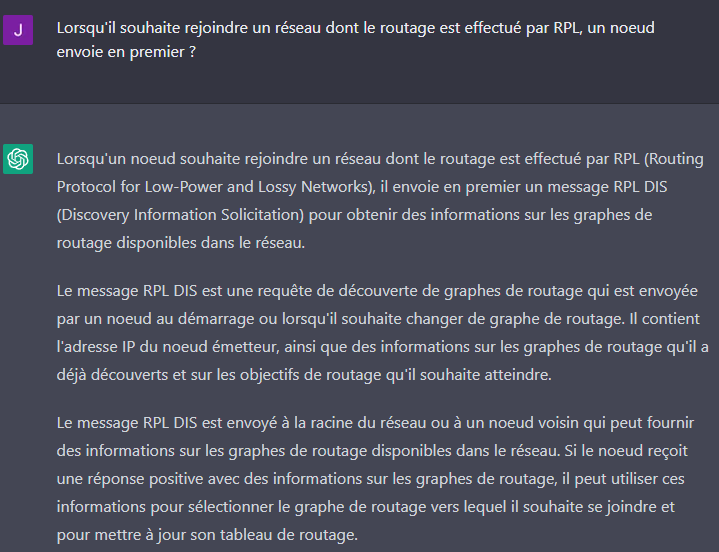 J
Lorsqu'il souhaite rejoindre un réseau dont le routage est effectué par RPL, un noeud
envoie en premier ?
Lorsqu'un noeud souhaite rejoindre un réseau dont le routage est effectué par RPL (Routing
Protocol for Low-Power and Lossy Networks), il envoie en premier un message RPL DIS
(Discovery Information Solicitation) pour obtenir des informations sur les graphes de
routage disponibles dans le réseau.
Le message RPL DIS est une requête de découverte de graphes de routage qui est envoyée
par un noeud au démarrage ou lorsqu'il souhaite changer de graphe de routage. Il contient
l'adresse IP du noeud émetteur, ainsi que des informations sur les graphes de routage qu'il a
déjà découverts et sur les objectifs de routage qu'il souhaite atteindre.
Le message RPL DIS est envoyé à la racine du réseau ou à un noeud voisin qui peut fournir
des informations sur les graphes de routage disponibles dans le réseau. Si le noeud reçoit
une réponse positive avec des informations sur les graphes de routage, il peut utiliser ces
informations pour sélectionner le graphe de routage vers lequel il souhaite se joindre et
pour mettre à jour son tableau de routage.